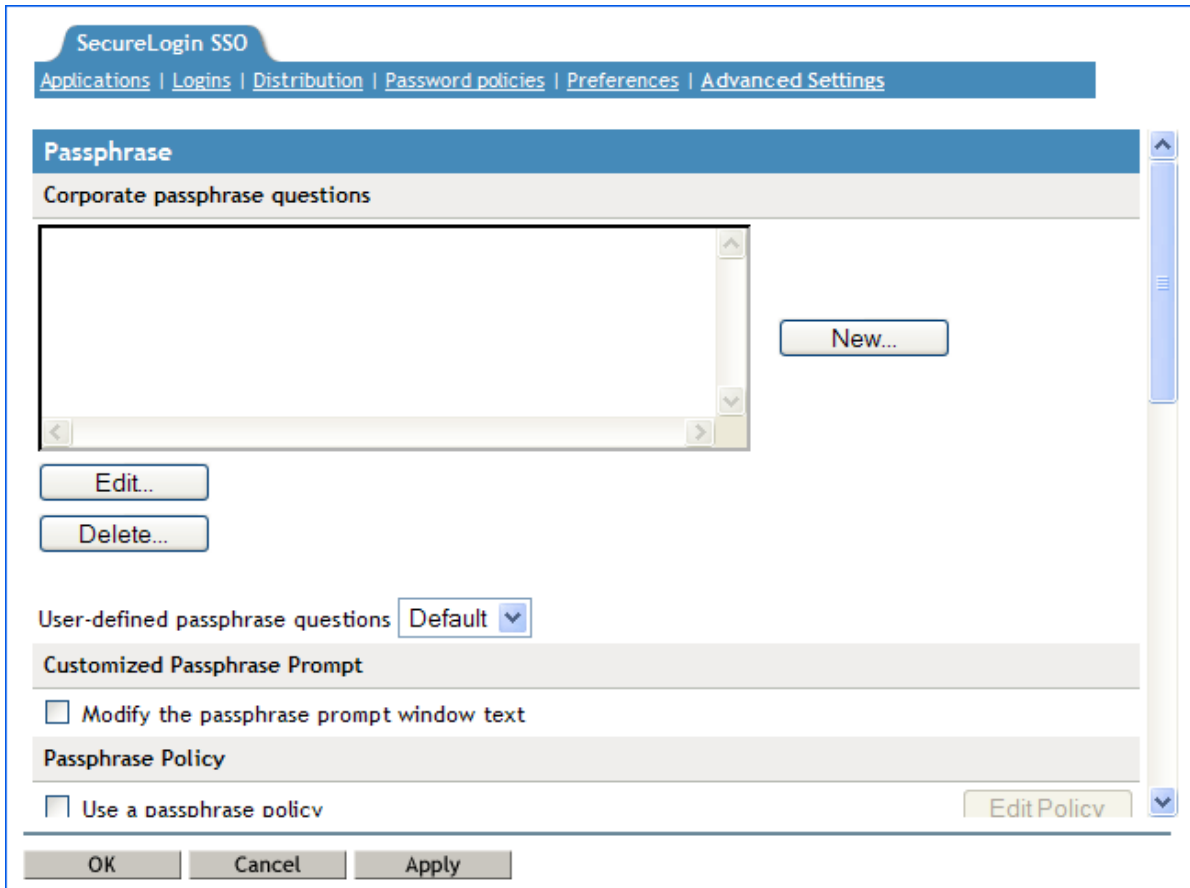 SecureLogin SSO
Applications | Logins | Distribution | Password policies | Preferences | Advanced Settings
Passphrase
Corporate passphrase questions
New...
Edit...
Delete...
User-defined passphrase questions Default
Customized Passphrase Prompt
Modify the passphrase prompt window text
Passphrase Policy
Use a passphrase policy Edit Policy
OK Cancel Apply